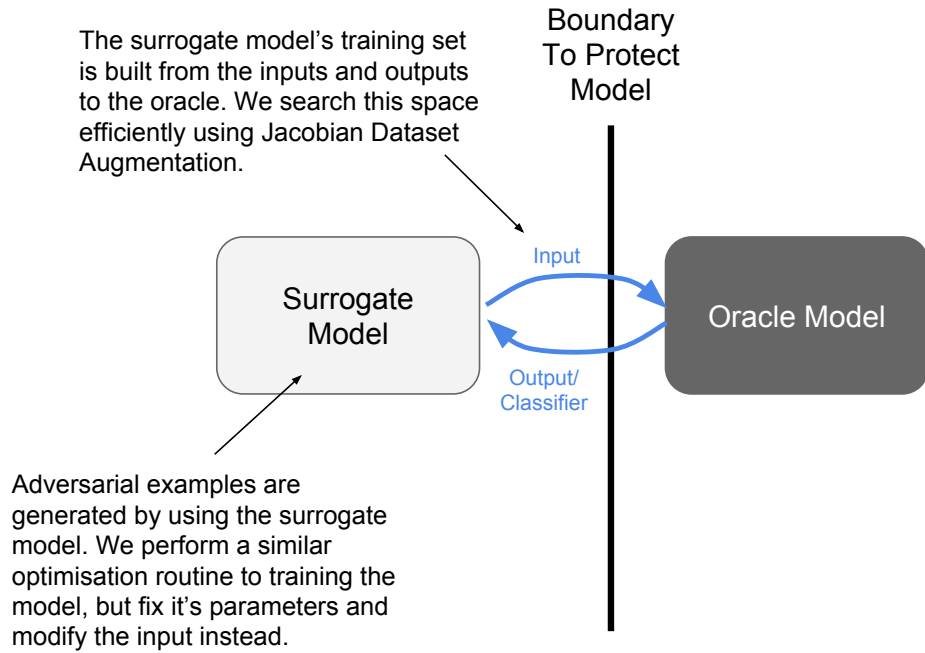 The surrogate model's training set
is built from the inputs and outputs
to the oracle. We search this space
efficiently using Jacobian Dataset
Augmentation.
Boundary
To Protect
Model
Input
Surrogate
Model
Oracle Model
Output/
Classifier
Adversarial examples are
generated by using the surrogate
model. We perform a similar
optimisation routine to training the
model, but fix it's parameters and
modify the input instead.